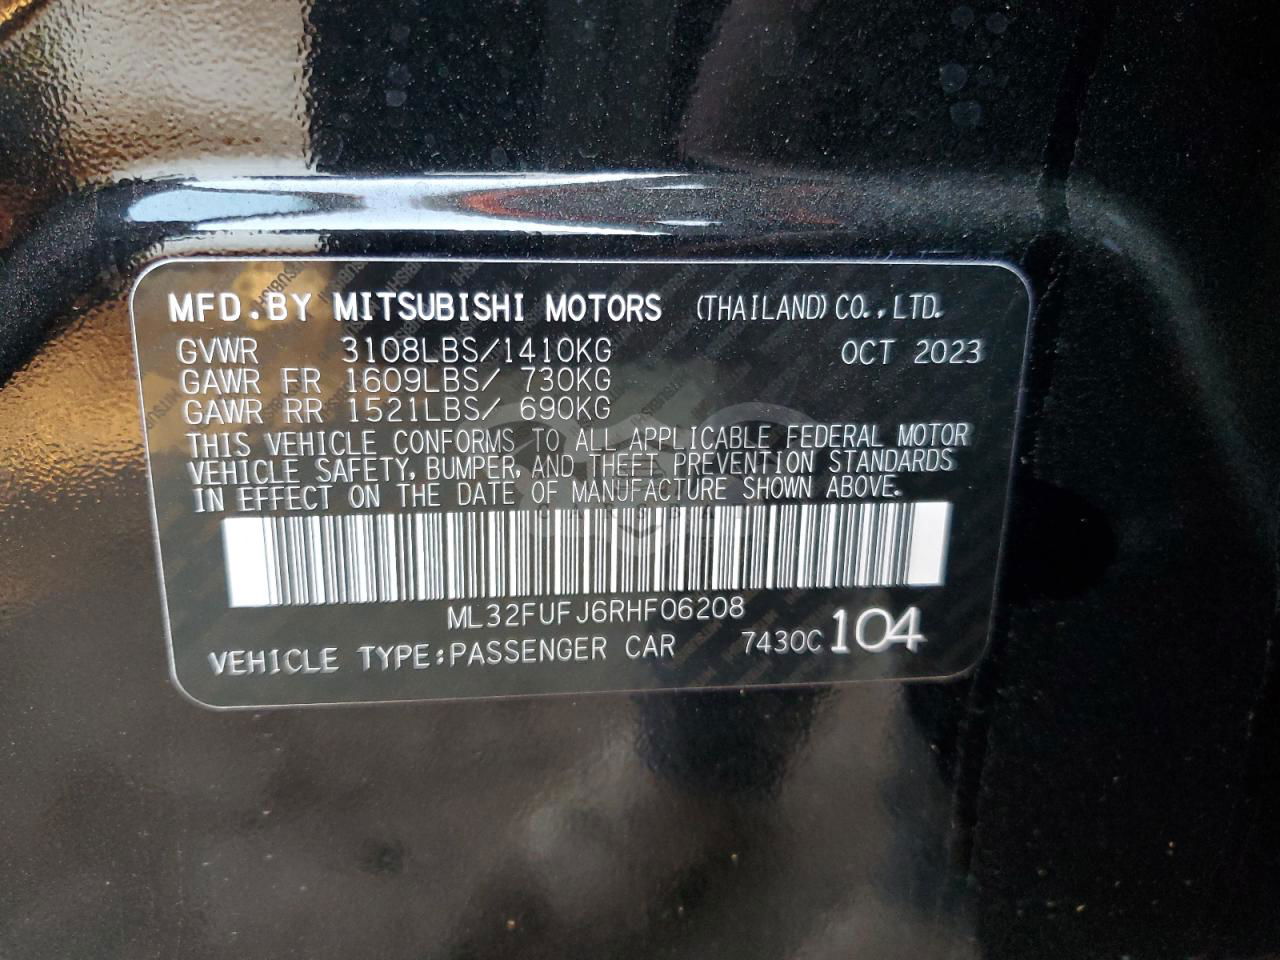 MFD. BY MITSUBISHI MOTORS (THAILAND) CO., LTD.
GVWR 3108LBS/1410KG OCT 2023
GAWR FR 1609LBS/ 730KG
GAWR RR 1521LBS/ 690KG
THIS VEHICLE CONFORMS TO ALL APPLICABLE FEDERAL MOTOR
VEHICLE SAFETY, BUMPER, AND THEFT PREVENTION STANDARDS
IN EFFECT ON THE DATE OF MANUFACTURE SHOWN ABOVE.
ML32FUFJ6RHF06208
VEHICLE TYPE:PASSENGER CAR 7430C 104